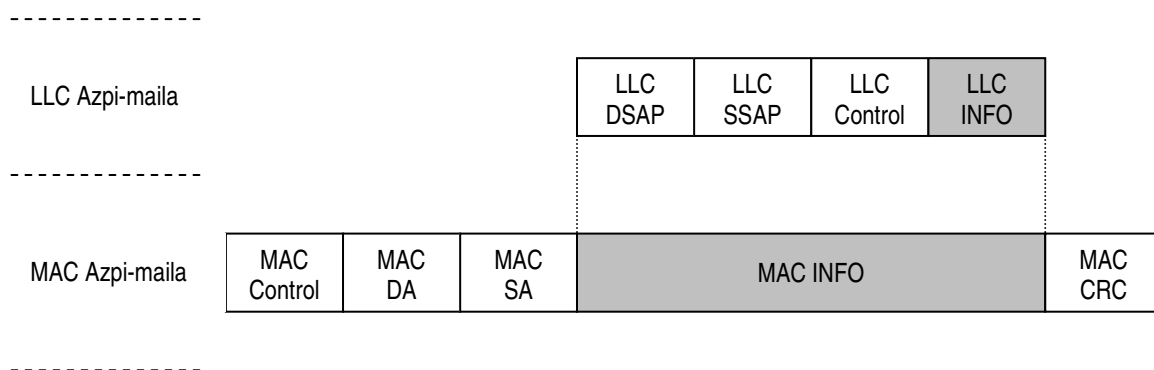 LLC Azpi-maila
LLC DSAP
LLC SSAP
LLC Control
LLC INFO
MAC Azpi-maila
MAC Control
MAC DA
MAC SA
MAC INFO
MAC CRC